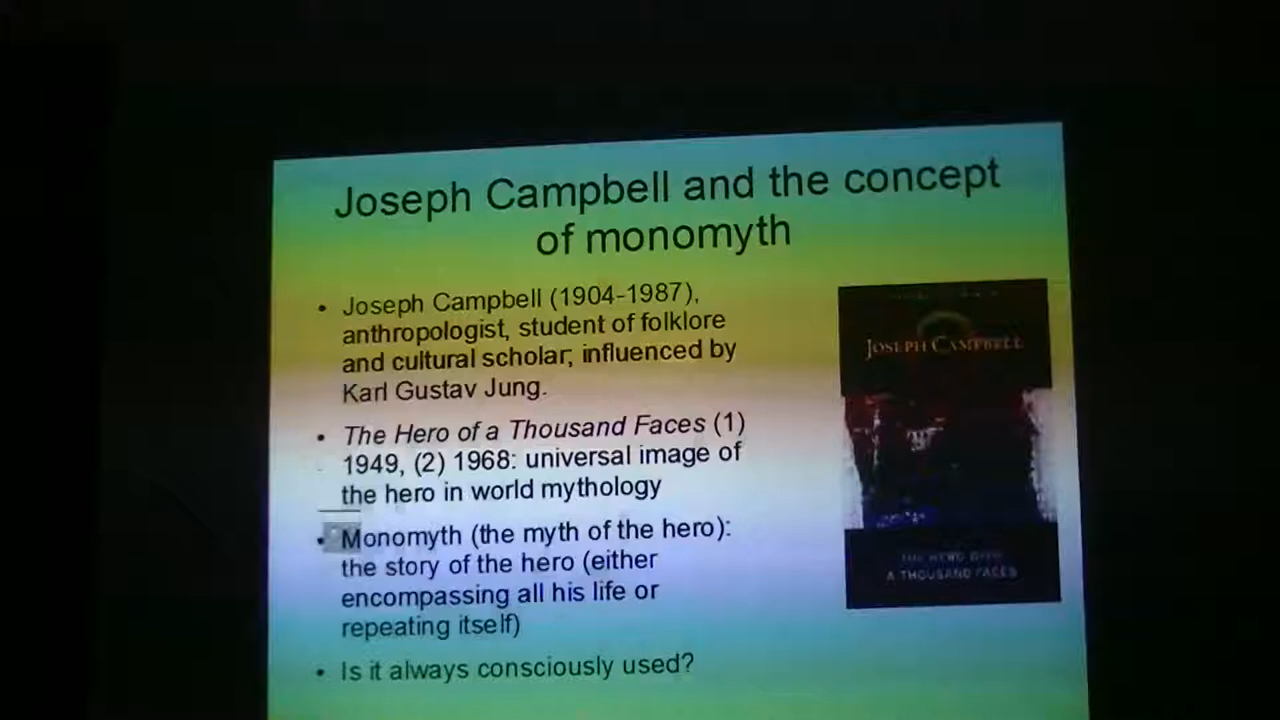 Joseph Campbell and the concept
of monomyth
• Joseph Campbell (1904-1987),
anthropologist, student of folklore
and cultural scholar; influenced by
Karl Gustav Jung.
• The Hero of a Thousand Faces (1)
1949, (2) 1968: universal image of
the hero in world mythology
• Monomyth (the myth of the hero):
the story of the hero (either
encompassing all his life or
repeating itself)
• Is it always consciously used?
JOSEPH CAMPBELL
THE HERO WITH
A THOUSAND FACES